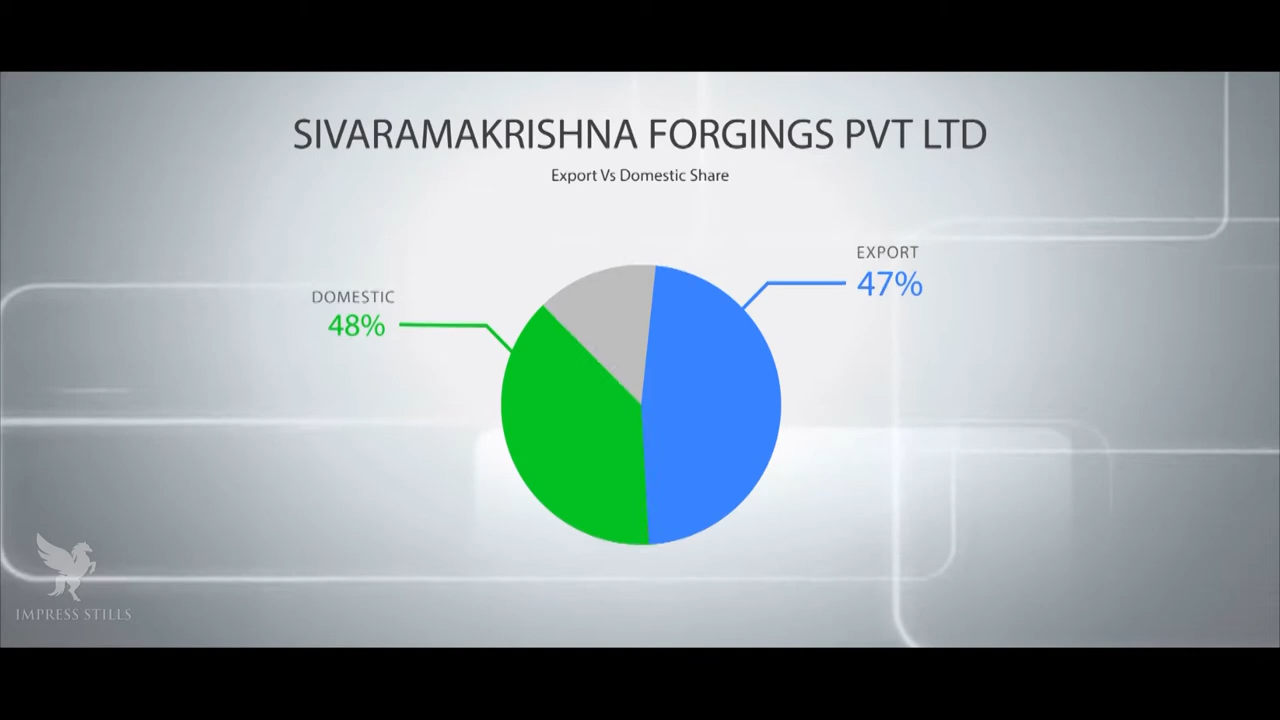 SIVARAMAKRISHNA FORGINGS PVT LTD
Export Vs Domestic Share
EXPORT
47%
DOMESTIC
48%
IMPRESS STILLS